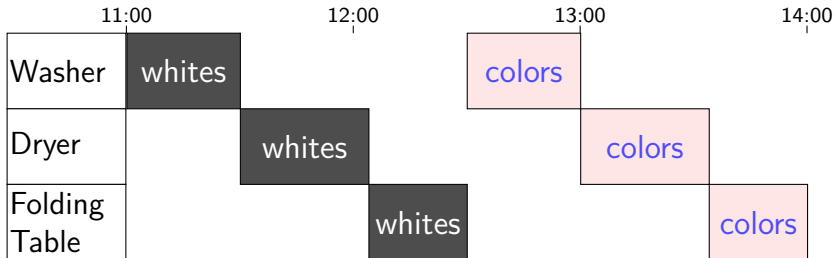 11:00 12:00 13:00 14:00
Washer whites colors
Dryer whites colors
Folding
Table whites colors